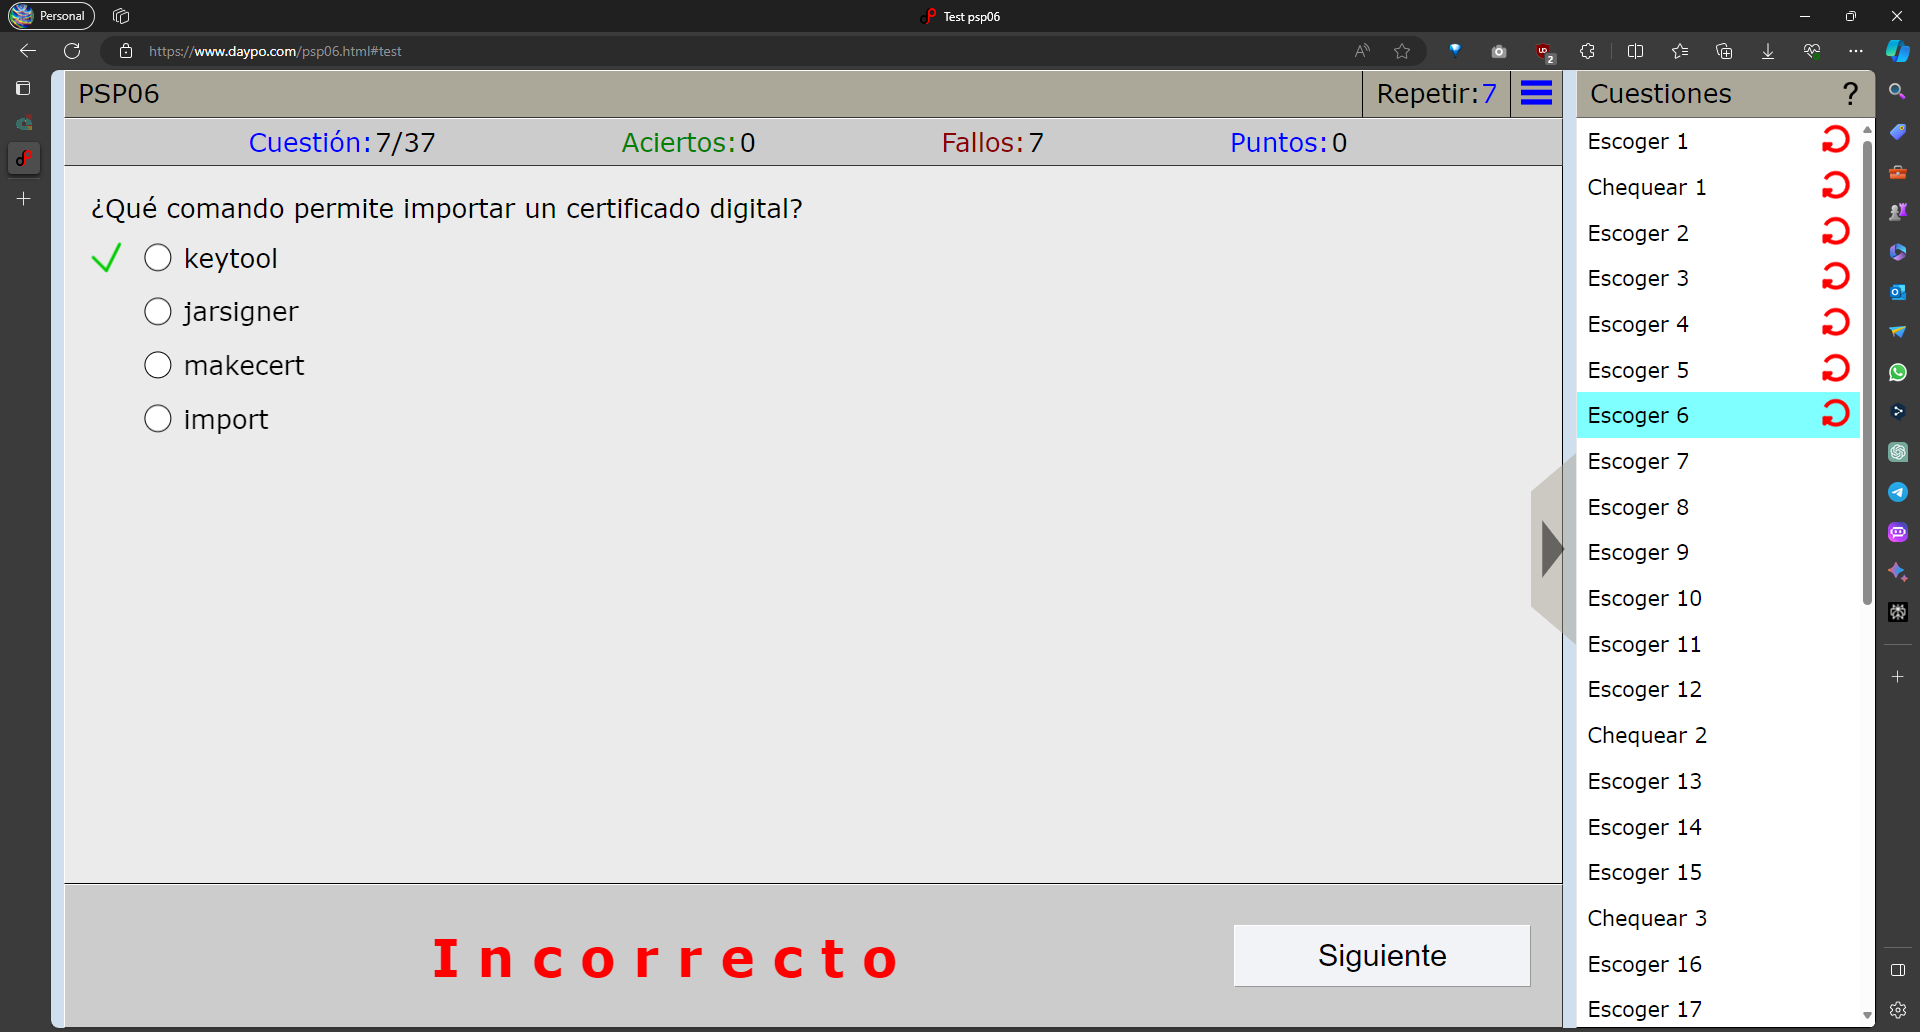 Personal
Test psp06
https://www.daypo.com/psp06.html#test
2
PSP06
Repetir:7
Cuestión:7/37
Aciertos:0
Fallos:7
Puntos:0
¿Qué comando permite importar un certificado digital?
keytool
jarsigner
makecert
import
Incorrecto
Siguiente
Cuestiones
?
Escoger 1
Chequear 1
Escoger 2
Escoger 3
Escoger 4
Escoger 5
Escoger 6
Escoger 7
Escoger 8
Escoger 9
Escoger 10
Escoger 11
Escoger 12
Chequear 2
Escoger 13
Escoger 14
Escoger 15
Chequear 3
Escoger 16
Escoger 17